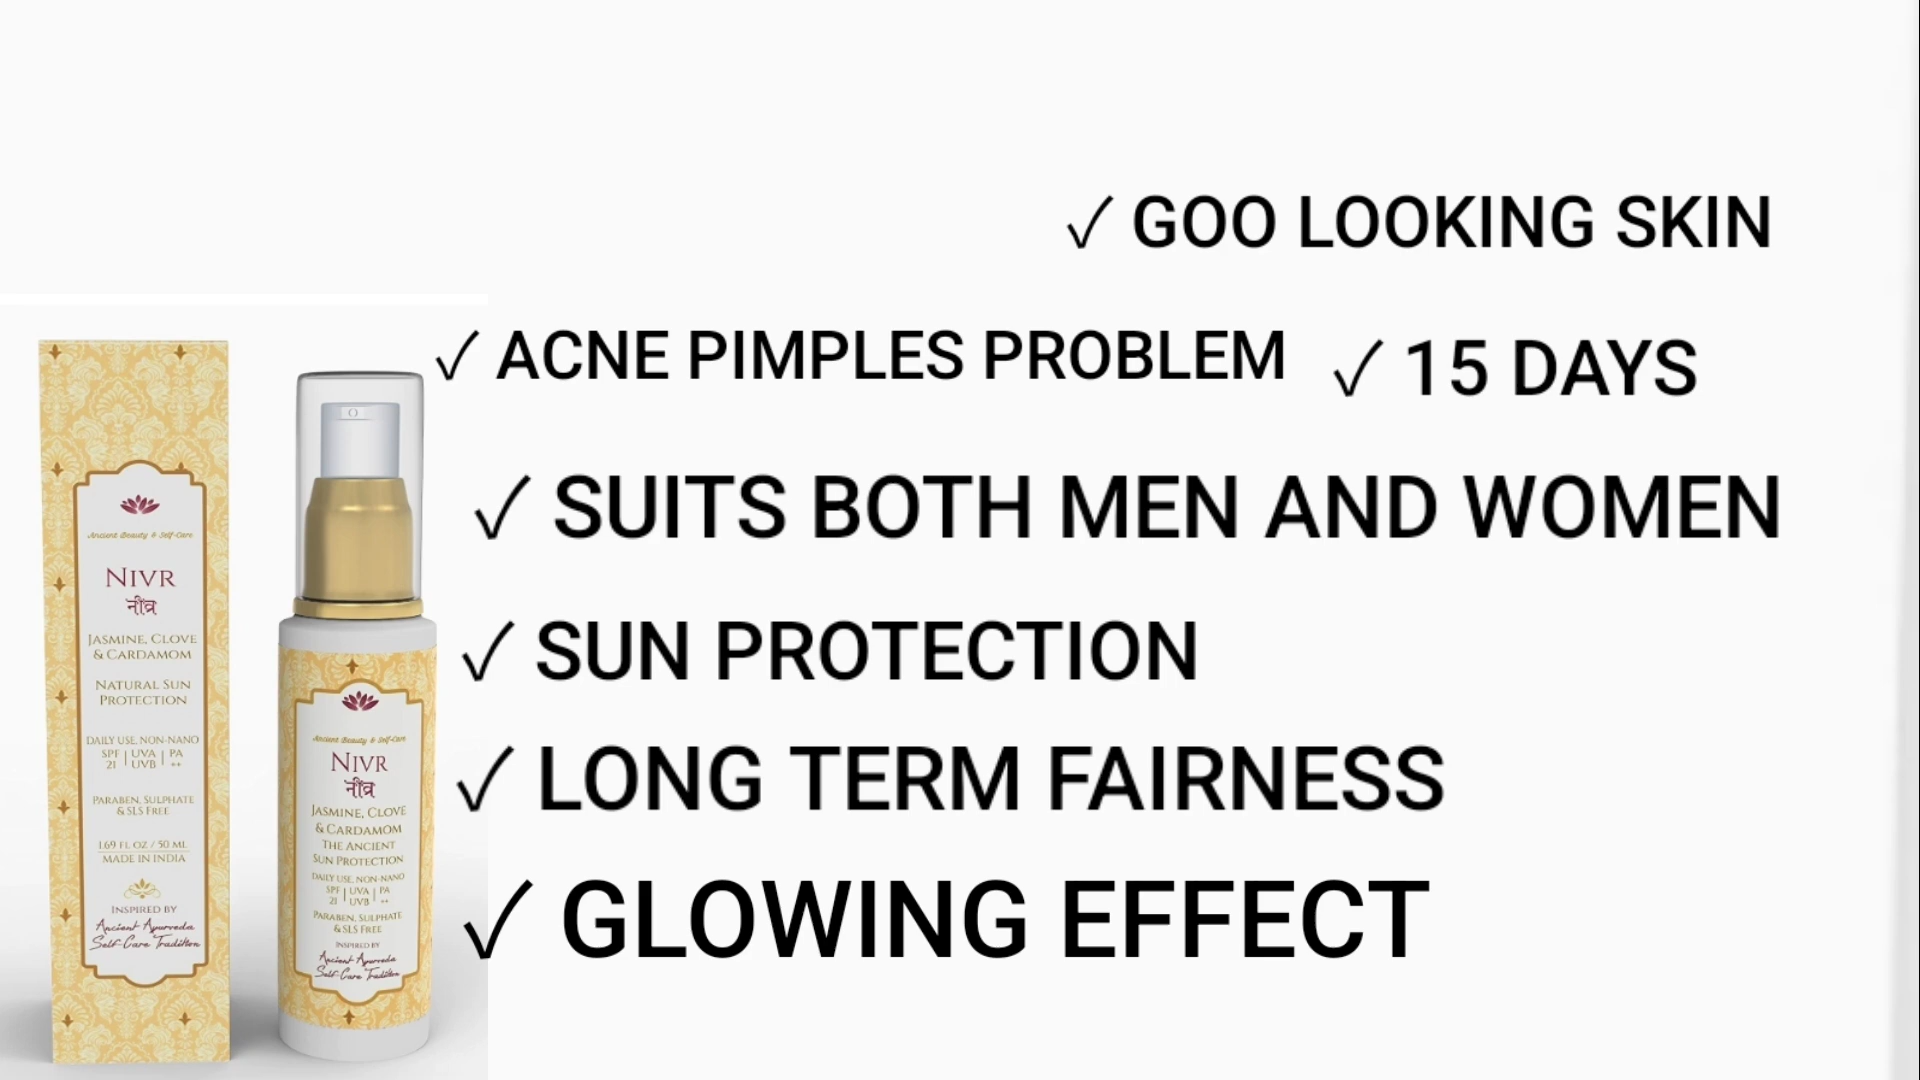 ✓ GOO LOOKING SKIN
✓ ACNE PIMPLES PROBLEM ✓ 15 DAYS
✓ SUITS BOTH MEN AND WOMEN
✓ SUN PROTECTION
✓ LONG TERM FAIRNESS
✓ GLOWING EFFECT
Ancient Beauty & Self-Care
NIVR
नीव्र
JASMINE, CLOVE
& CARDAMOM
NATURAL SUN
PROTECTION
DAILY USE, NON-NANO
SPF | UVA | PA
21 | UVB | ++
PARABEN, SULPHATE
& SLS FREE
1.69 FL OZ / 50 ML
MADE IN INDIA
INSPIRED BY
Ancient Ayurveda
Self-Care Tradition
Ancient Beauty & Self-Care
NIVR
नीव्र
JASMINE, CLOVE
& CARDAMOM
THE ANCIENT
SUN PROTECTION
DAILY USE, NON-NANO
SPF | UVA | PA
21 | UVB | ++
PARABEN, SULPHATE
& SLS FREE
INSPIRED BY
Ancient Ayurveda
Self-Care Tradition